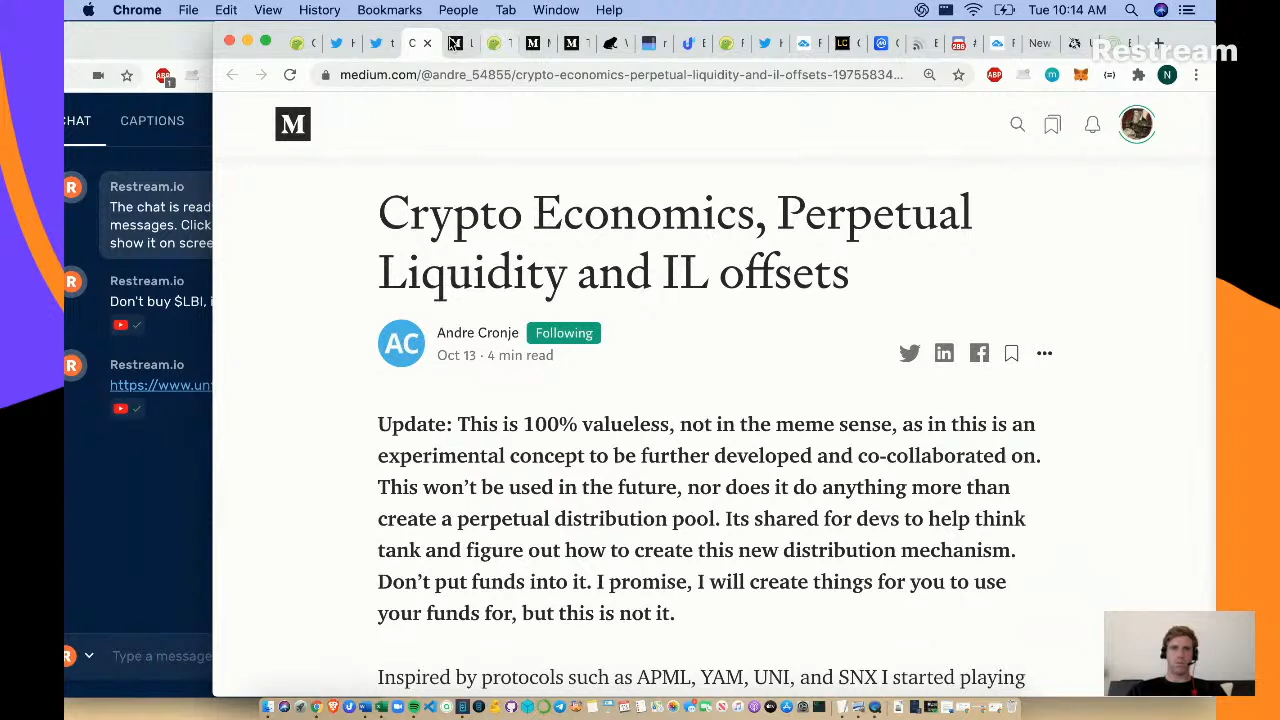 Chrome File Edit View History Bookmarks People Tab Window Help Tue 10:14 AM
Restream
C New
medium.com/@andre_54855/crypto-economics-perpetual-liquidity-and-il-offsets-19755834...
ABP
N
CHAT CAPTIONS
M
Restream.io
The chat is read
messages. Click
show it on scree
Restream.io
Don't buy $LBI, i
Restream.io
https://www.un
Type a message
Crypto Economics, Perpetual
Liquidity and IL offsets
AC
Andre Cronje Following
Oct 13 · 4 min read
Update: This is 100% valueless, not in the meme sense, as in this is an
experimental concept to be further developed and co-collaborated on.
This won't be used in the future, nor does it do anything more than
create a perpetual distribution pool. Its shared for devs to help think
tank and figure out how to create this new distribution mechanism.
Don't put funds into it. I promise, I will create things for you to use
your funds for, but this is not it.
Inspired by protocols such as APML, YAM, UNI, and SNX I started playing